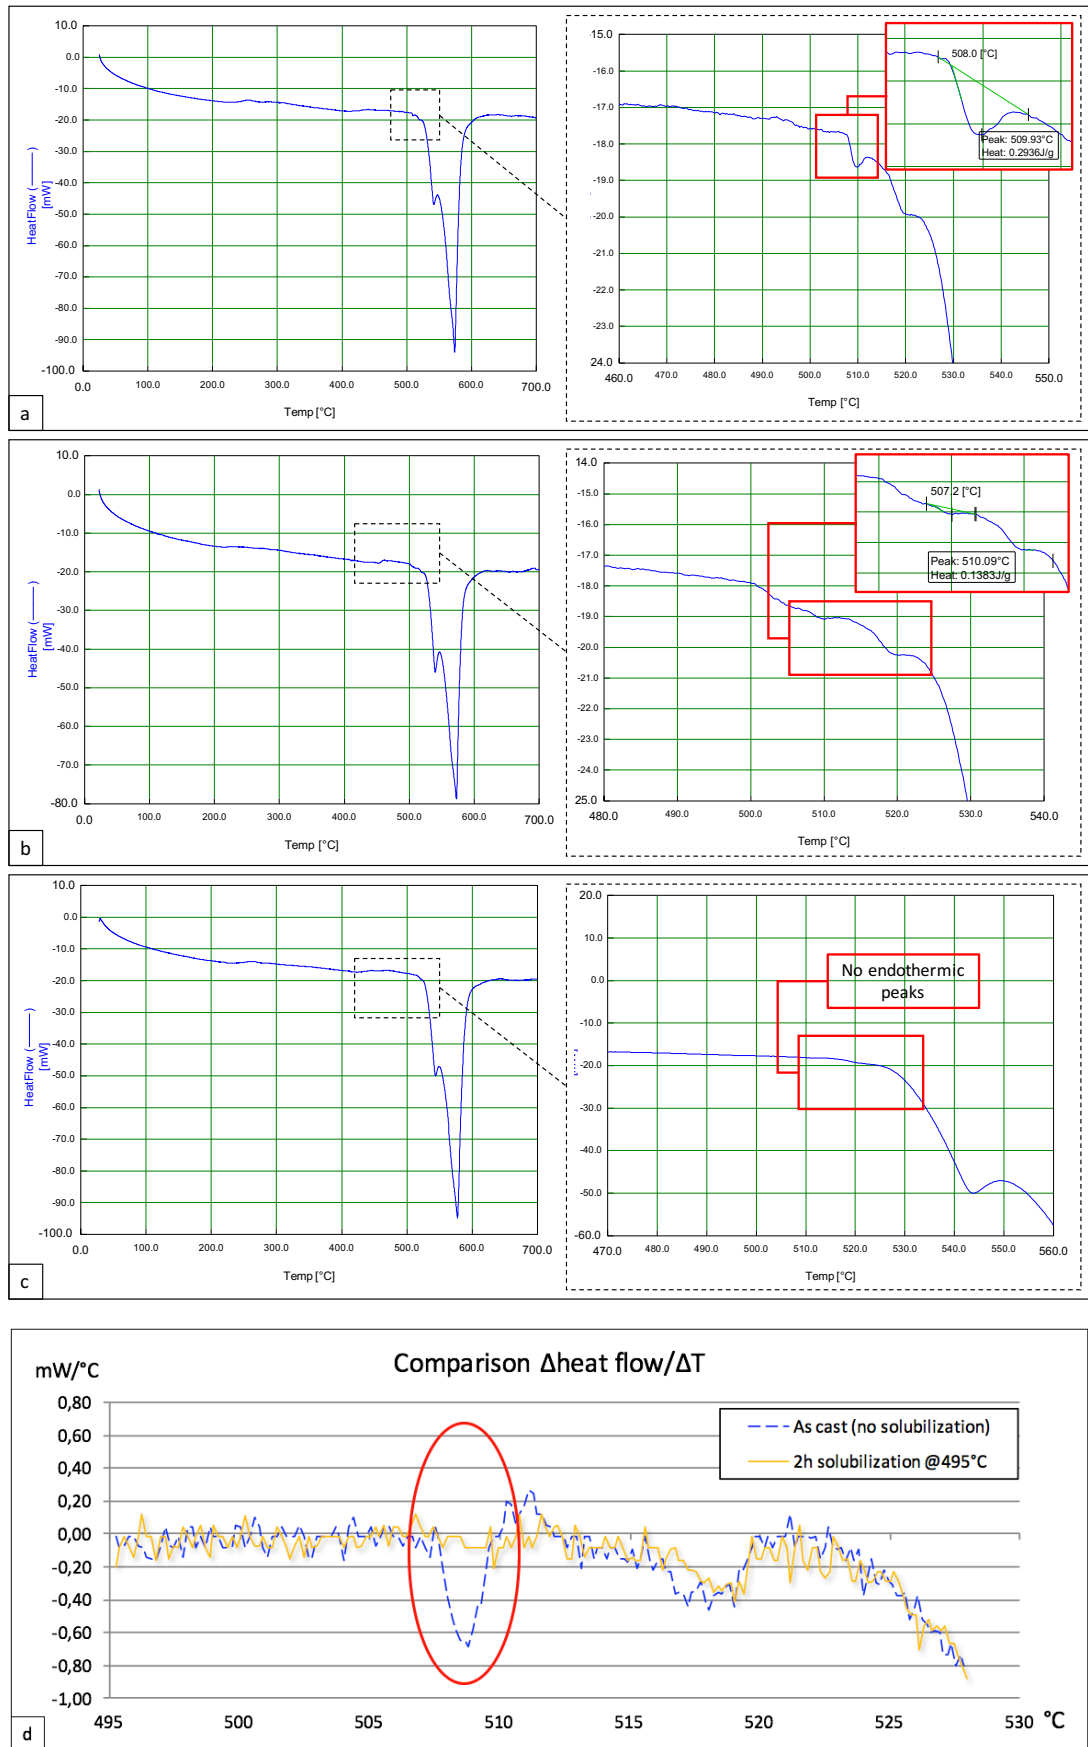 10.0
0.0
-10.0
-20.0
-30.0
-40.0
-50.0
-60.0
-70.0
-80.0
-90.0
-100.0
HeatFlow (——)
[mW]
0.0 100.0 200.0 300.0 400.0 500.0 600.0 700.0
Temp [°C]
15.0
-16.0
-17.0
-18.0
-20.0
-21.0
-22.0
-23.0
24.0
460.0 470.0 480.0 490.0 500.0 510.0 520.0 530.0 540.0 550.0
Temp [°C]
508.0 [°C]
Peak: 509.93°C
Heat: 0.2936J/g
a
10.0
0.0
-10.0
-20.0
-30.0
-40.0
-50.0
-60.0
-70.0
-80.0
HeatFlow (——)
[mW]
0.0 100.0 200.0 300.0 400.0 500.0 600.0 700.0
Temp [°C]
14.0
-15.0
-16.0
-17.0
-18.0
-19.0
-20.0
-21.0
-23.0
-24.0
25.0
480.0 490.0 500.0 510.0 520.0 530.0 540.0
Temp [°C]
507.2 [°C]
Peak: 510.09°C
Heat: 0.1383J/g
b
10.0
0.0
-10.0
-20.0
-30.0
-40.0
-50.0
-60.0
-70.0
-80.0
-90.0
-100.0
HeatFlow (——)
[mW]
0.0 100.0 200.0 300.0 400.0 500.0 600.0 700.0
Temp [°C]
20.0
10.0
0.0
-10.0
-20.0
-30.0
-50.0
-60.0
470.0 480.0 490.0 500.0 510.0 520.0 530.0 540.0 550.0 560.0
Temp [°C]
No endothermic
peaks
c
Comparison Δheat flow/ΔT
mW/°C
0,80
0,60
0,40
0,20
0,00
-0,20
-0,40
-0,60
-0,80
-1,00
495 500 505 510 515 520 525 530 °C
As cast (no solubilization)
2h solubilization @495°C
d